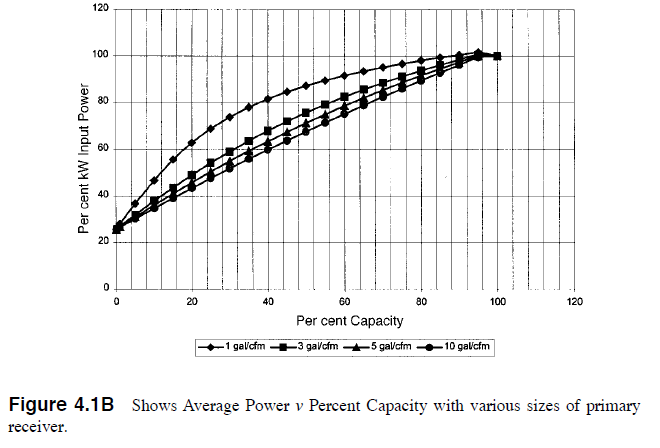 120
100
80
60
40
20
0
Per cent kW Input Power
0 20 40 60 80 100 120
Per cent Capacity
1 gal/cfm 3 gal/cfm 5 gal/cfm 10 gal/cfm
Figure 4.1B Shows Average Power v Percent Capacity with various sizes of primary
receiver.